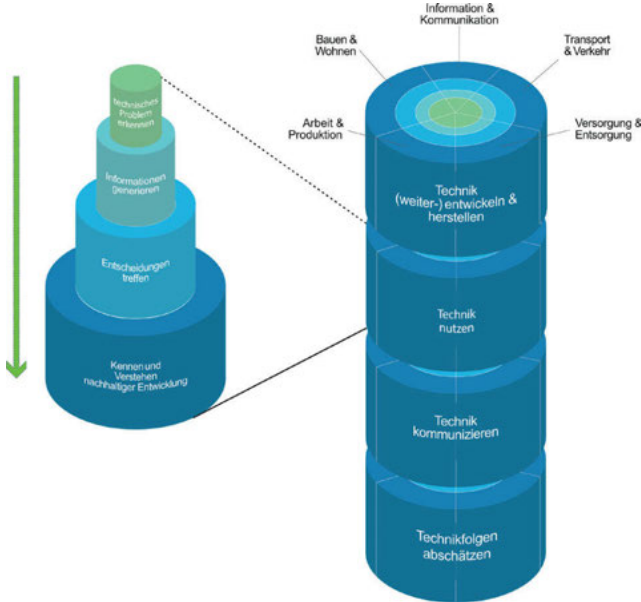 Information &
Kommunikation
Bauen &
Wohnen
Transport
& Verkehr
Arbeit &
Produktion
Versorgung &
Entsorgung
technisches
Problem
erkennen
Informationen
generieren
Entscheidungen
treffen
Kennen und
Verstehen
nachhaltiger Entwicklung
Technik
(weiter-) entwickeln &
herstellen
Technik
nutzen
Technik
kommunizieren
Technikfolgen
abschätzen